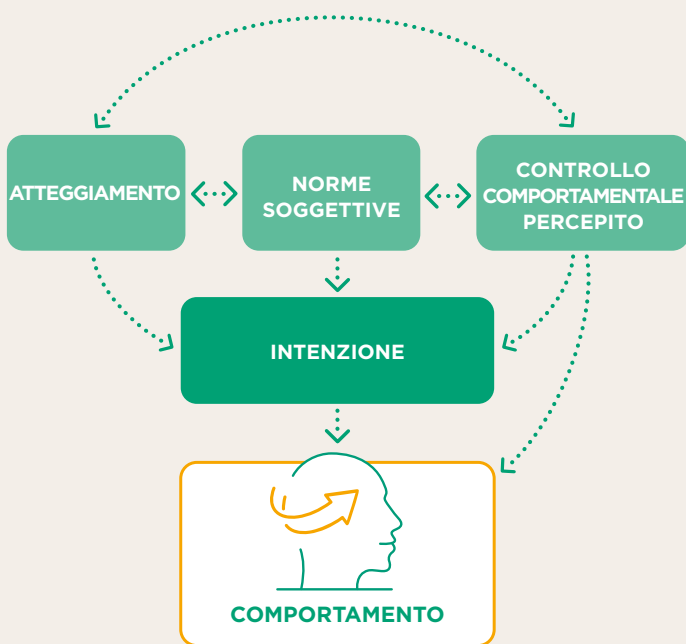 ATTEGGIAMENTO
NORME
SOGGETTIVE
CONTROLLO
COMPORTAMENTALE
PERCEPITO
INTENZIONE
COMPORTAMENTO